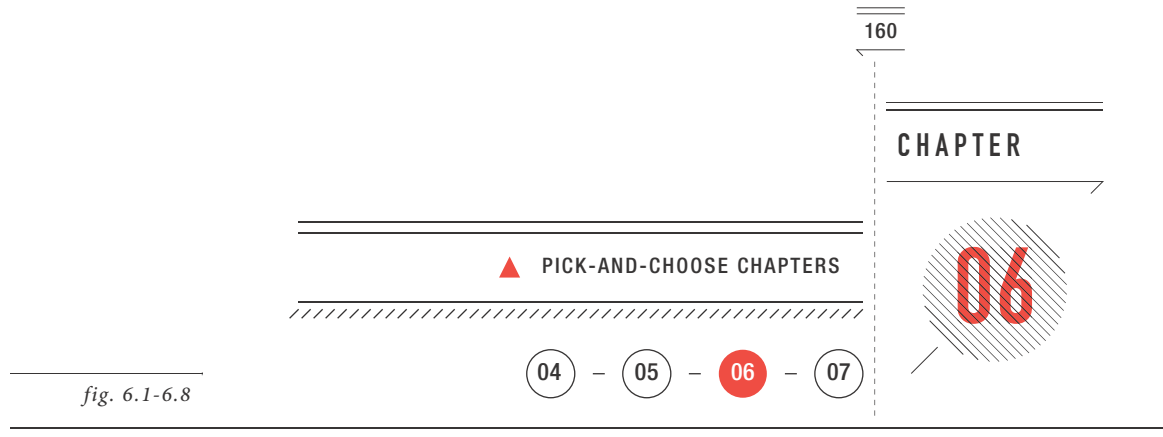 160
CHAPTER
06
PICK-AND-CHOOSE CHAPTERS
04 – 05 – 06 – 07
fig. 6.1-6.8